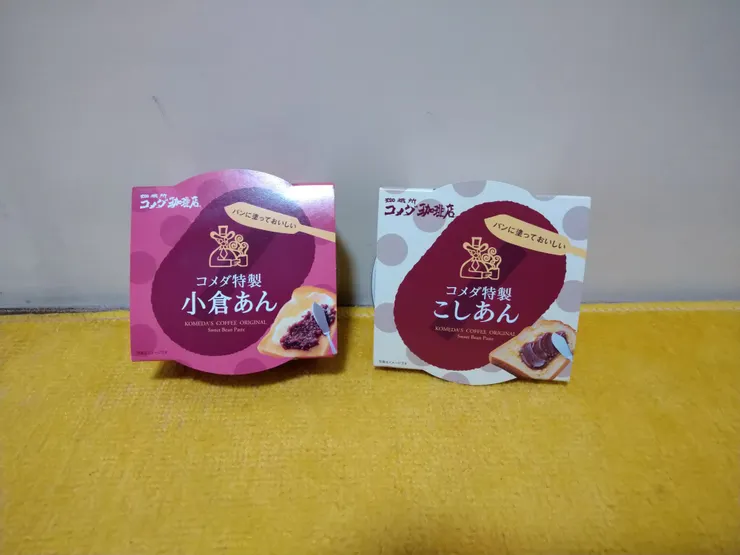 珈琲所
コメダ珈琲店
パンに塗っておいしい
コメダ特製
小倉あん
KOMEDA'S COFFEE ORIGINAL
Sweet Bean Paste
珈琲所
コメダ珈琲店
パンに塗っておいしい
コメダ特製
こしあん
KOMEDA'S COFFEE ORIGINAL
Sweet Bean Paste